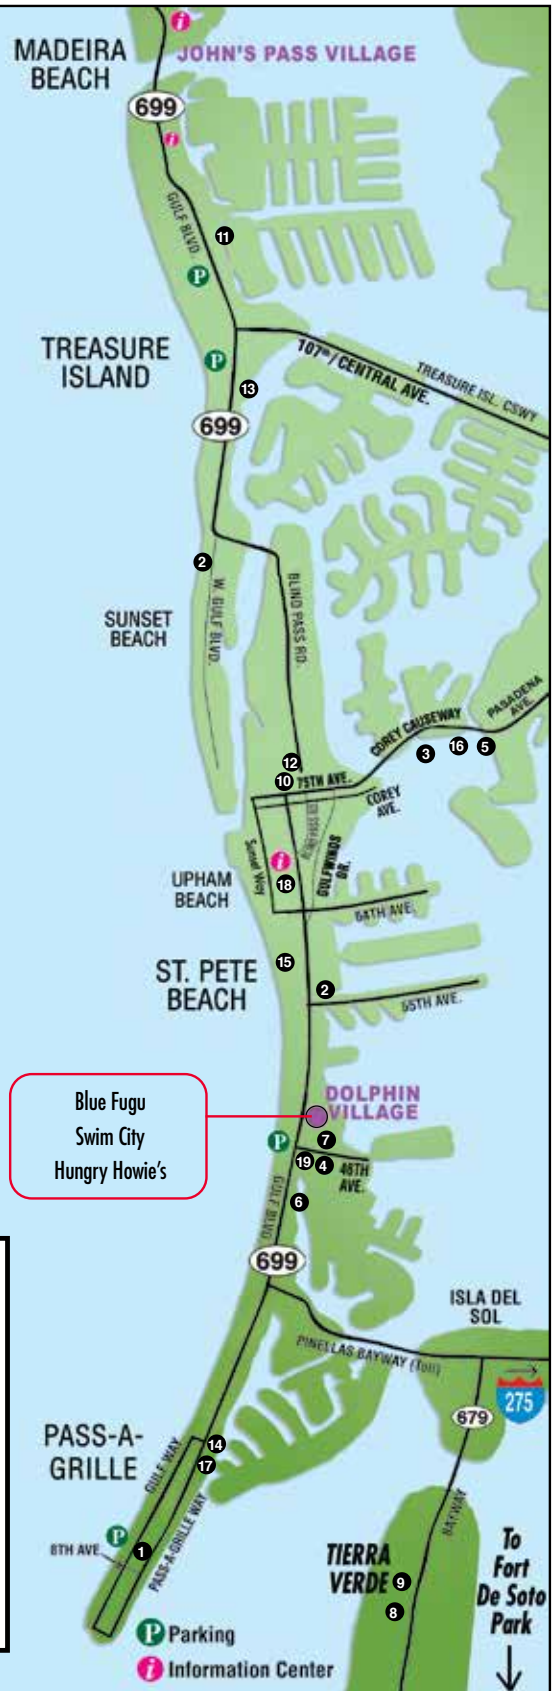 MADEIRA
BEACH
i
JOHN'S PASS VILLAGE
699
i
GULF BLVD.
11
P
TREASURE
ISLAND
P
107th / CENTRAL AVE.
TREASURE ISL. CSWY
13
699
2
W. GULF BLVD.
BLIND PASS RD.
SUNSET
BEACH
PASADENA
AVE.
COREY CAUSEWAY
3
16
5
12
10
75TH AVE.
COREY
AVE.
Sunset Way
GULFWINDS
DR.
i
18
UPHAM
BEACH
64TH AVE.
15
ST. PETE
BEACH
2
55TH AVE.
Blue Fugu
Swim City
Hungry Howie's
DOLPHIN
VILLAGE
P
7
19
4
46TH
AVE.
6
GULF BLVD
699
ISLA DEL
SOL
PINELLAS BAYWAY (Toll)
275
679
PASS-A-
GRILLE
GULF WAY
14
17
PASS-A-GRILLE WAY
P
8TH AVE
1
BAYWAY
TIERRA
VERDE
9
8
To
Fort
De Soto
Park
P Parking
i Information Center